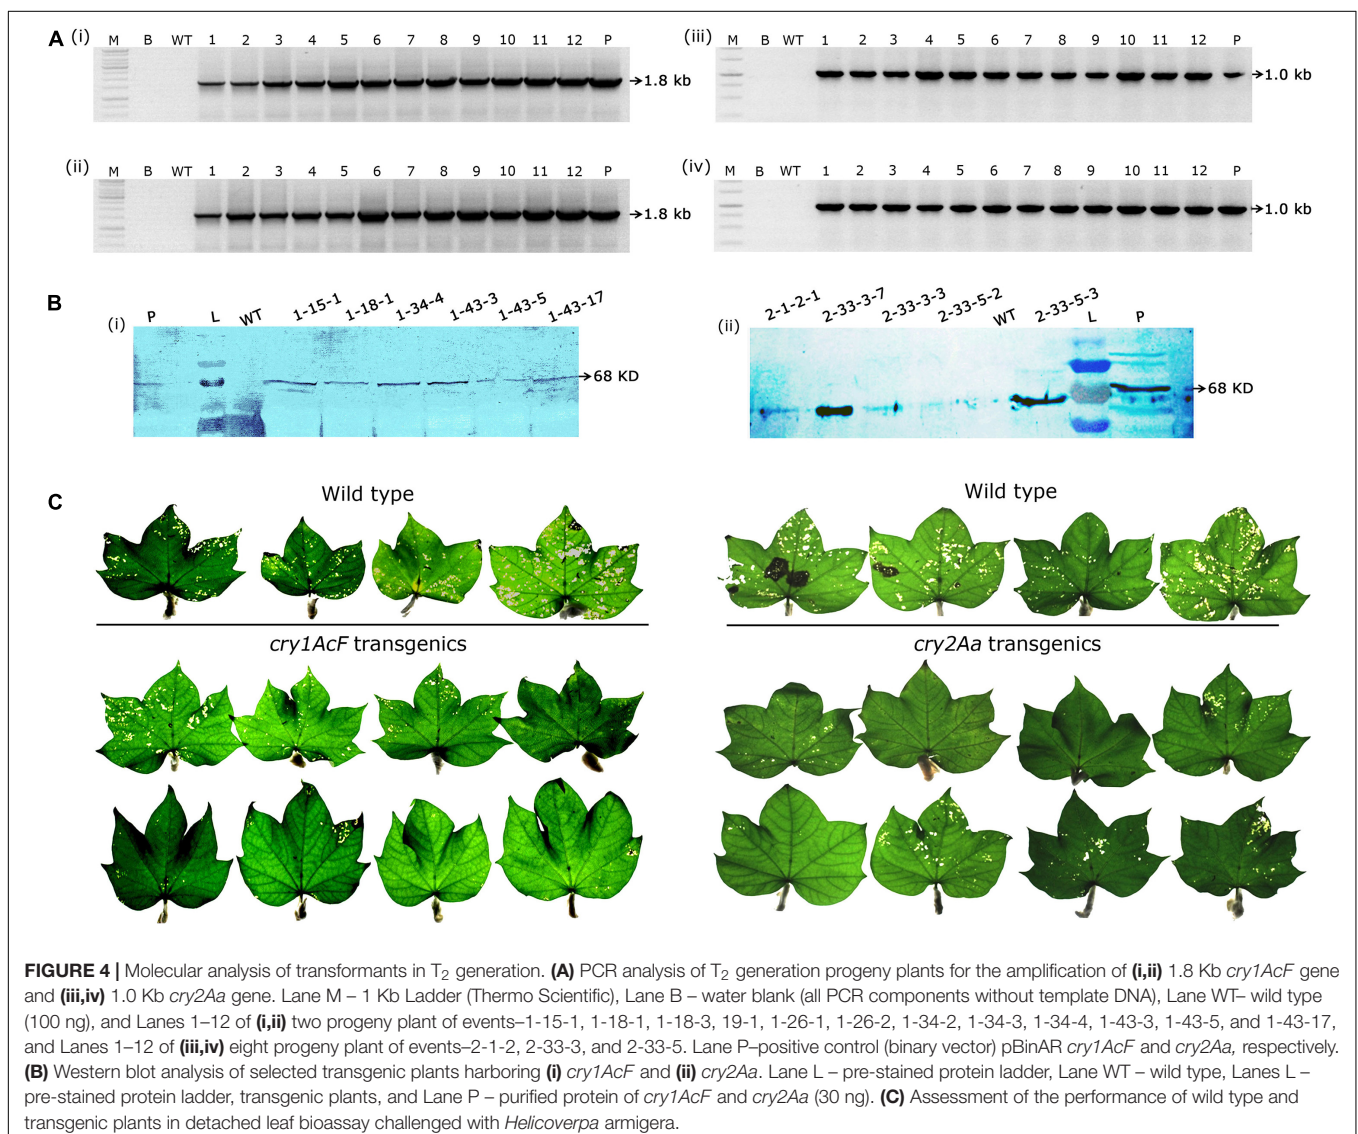 A (i) M B WT 1 2 3 4 5 6 7 8 9 10 11 12 P
→1.8 kb
(iii) M B WT 1 2 3 4 5 6 7 8 9 10 11 12 P
→1.0 kb
(ii) M B WT 1 2 3 4 5 6 7 8 9 10 11 12 P
→1.8 kb
(iv) M B WT 1 2 3 4 5 6 7 8 9 10 11 12 P
→1.0 kb
B (i) P L WT 1-15-1 1-18-1 1-34-4 1-43-3 1-43-5 1-43-17
→68 KD
(ii) 2-1-2-1 2-33-3-7 2-33-3-3 2-33-5-2 WT 2-33-5-3 L P
→68 KD
C Wild type
Wild type
cry1AcF transgenics
cry2Aa transgenics
FIGURE 4 | Molecular analysis of transformants in T2 generation. (A) PCR analysis of T2 generation progeny plants for the amplification of (i,ii) 1.8 Kb cry1AcF gene
and (iii,iv) 1.0 Kb cry2Aa gene. Lane M – 1 Kb Ladder (Thermo Scientific), Lane B – water blank (all PCR components without template DNA), Lane WT– wild type
(100 ng), and Lanes 1–12 of (i,ii) two progeny plant of events–1-15-1, 1-18-1, 1-18-3, 19-1, 1-26-1, 1-26-2, 1-34-2, 1-34-3, 1-34-4, 1-43-3, 1-43-5, and 1-43-17,
and Lanes 1–12 of (iii,iv) eight progeny plant of events–2-1-2, 2-33-3, and 2-33-5. Lane P–positive control (binary vector) pBinAR cry1AcF and cry2Aa, respectively.
(B) Western blot analysis of selected transgenic plants harboring (i) cry1AcF and (ii) cry2Aa. Lane L – pre-stained protein ladder, Lane WT – wild type, Lanes L –
pre-stained protein ladder, transgenic plants, and Lane P – purified protein of cry1AcF and cry2Aa (30 ng). (C) Assessment of the performance of wild type and
transgenic plants in detached leaf bioassay challenged with Helicoverpa armigera.